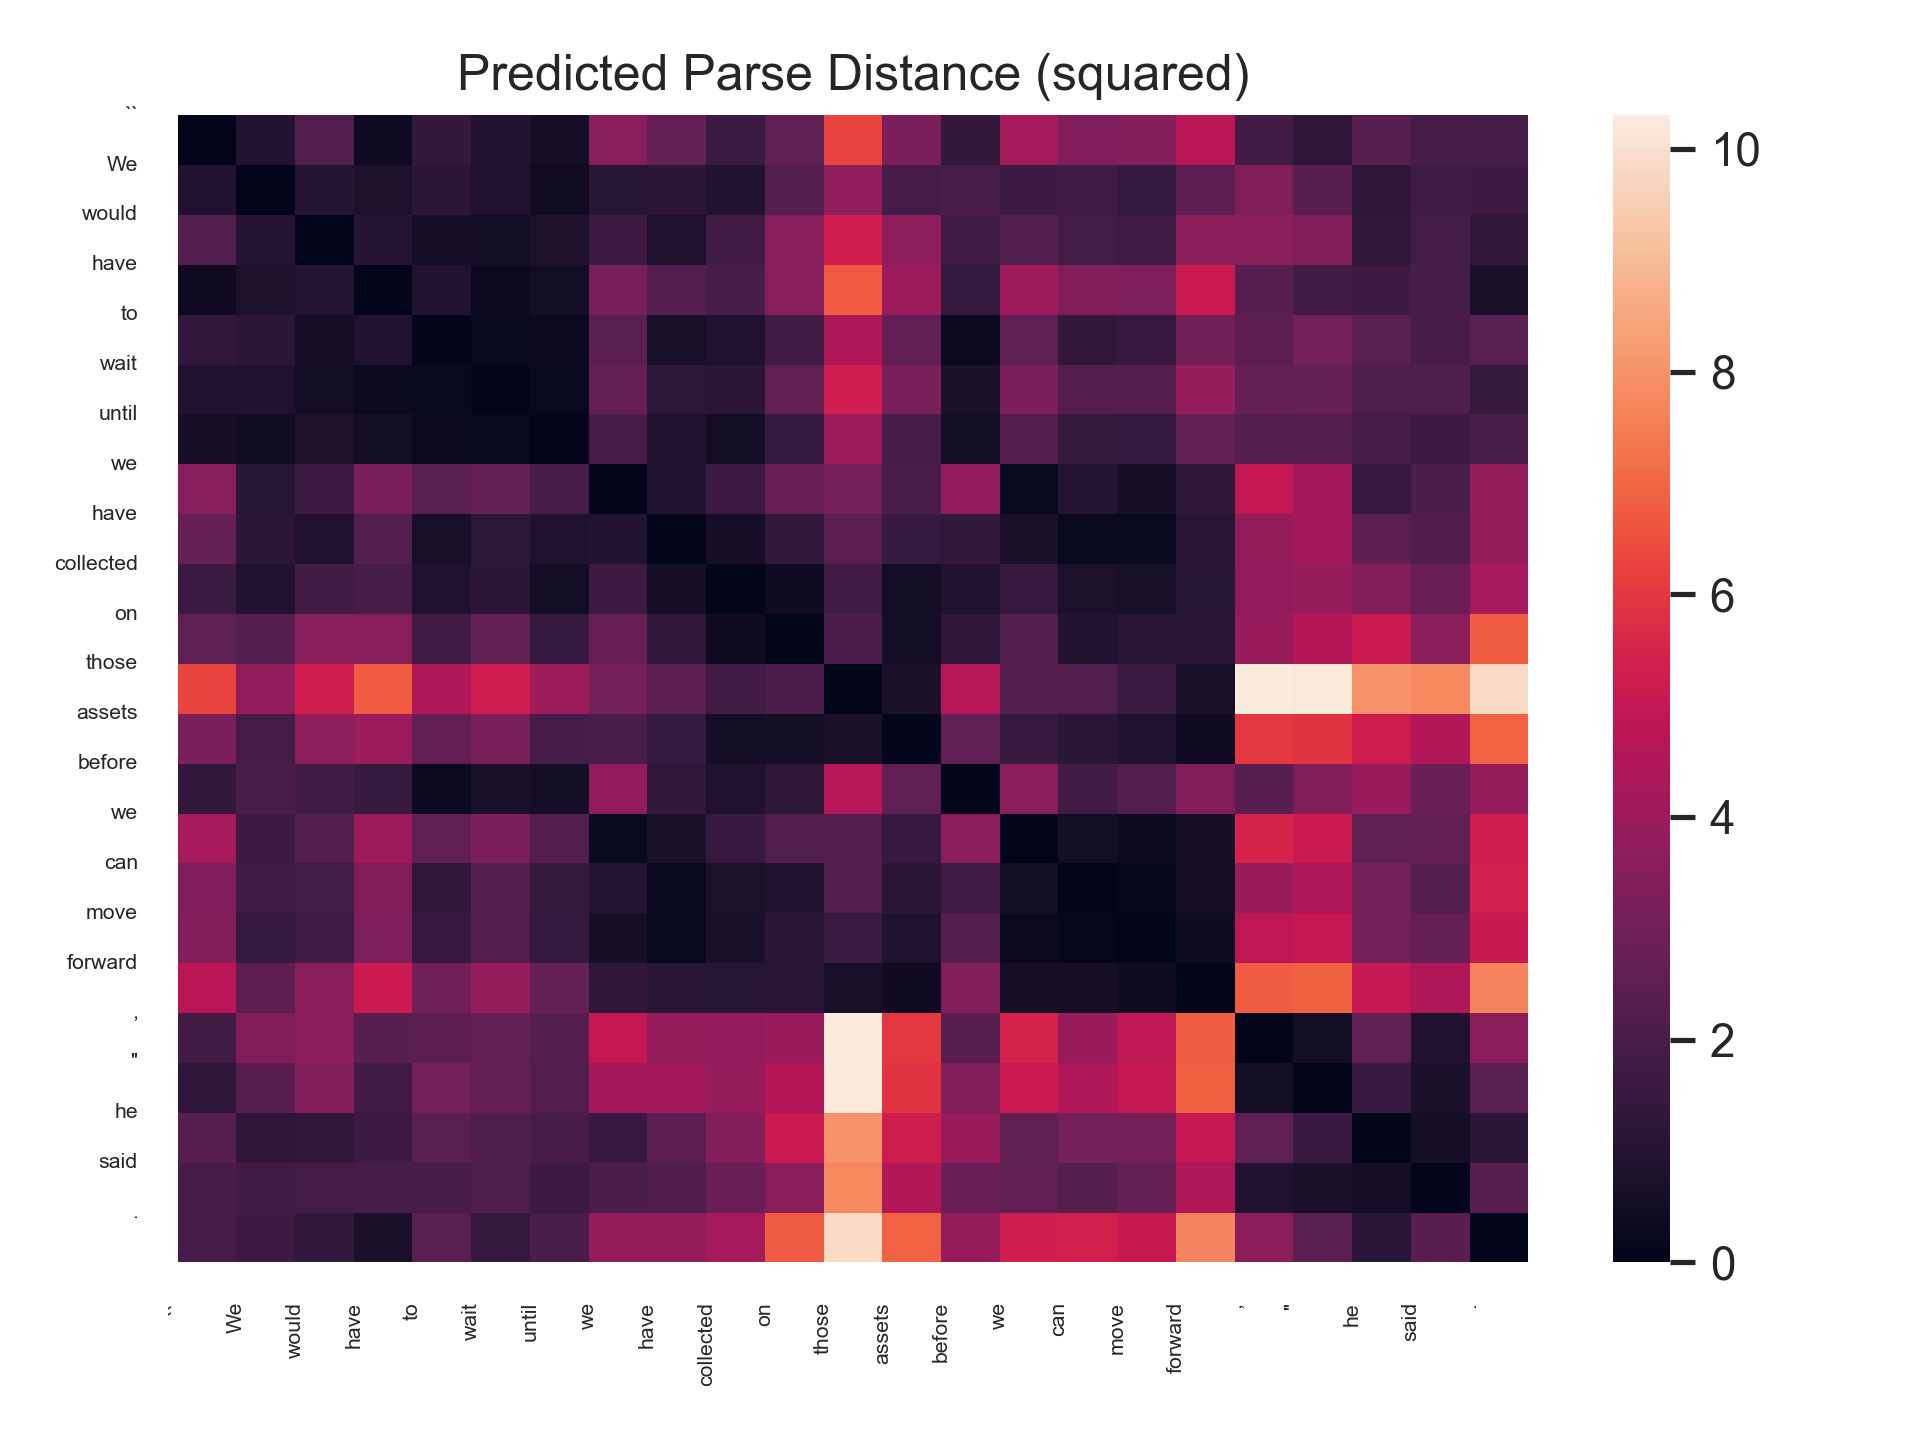 Predicted Parse Distance (squared)
``
We
would
have
to
wait
until
we
have
collected
on
those
assets
before
we
can
move
forward
,
"
he
said
.
10
8
6
4
2
0
`` We would have to wait until we have collected on those assets before we can move forward , " he said .